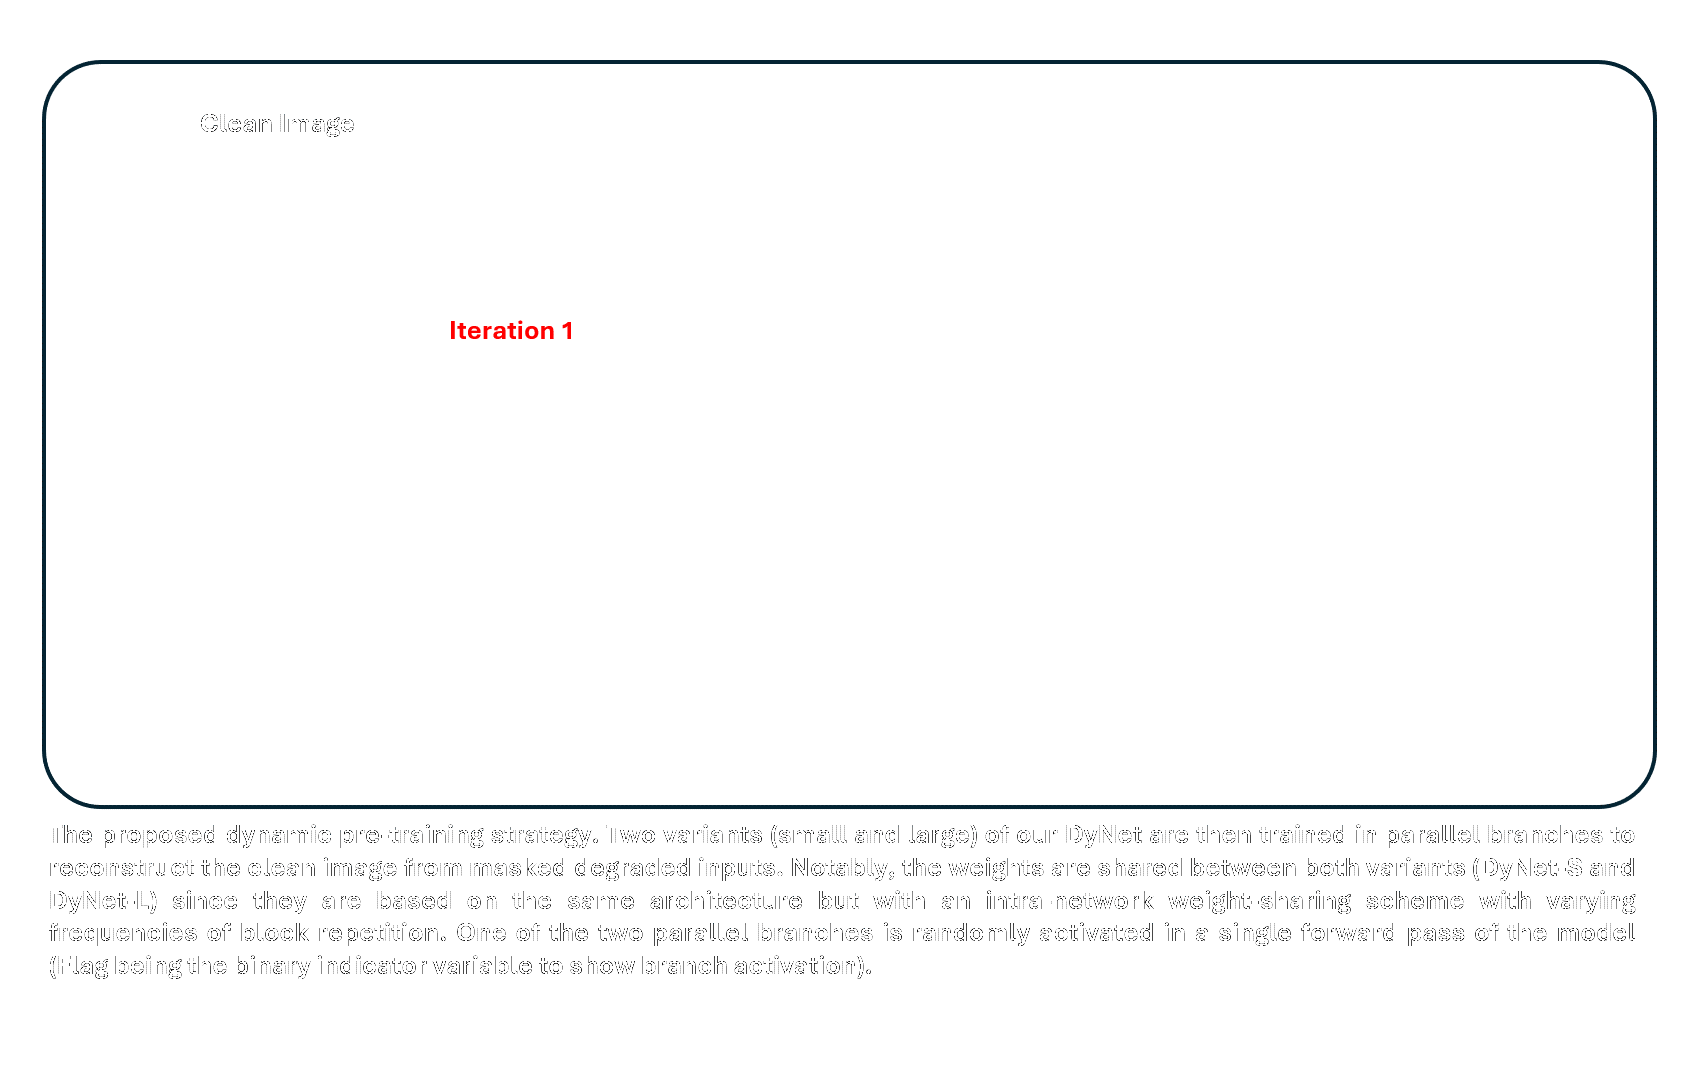 Clean Image
Iteration 1
The proposed dynamic pre-training strategy. Two variants (small and large) of our DyNet are then trained in parallel branches to
reconstruct the clean image from masked degraded inputs. Notably, the weights are shared between both variants (DyNet-S and
DyNet-L) since they are based on the same architecture but with an intra-network weight-sharing scheme with varying
frequencies of block repetition. One of the two parallel branches is randomly activated in a single forward pass of the model
(Flag being the binary indicator variable to show branch activation).